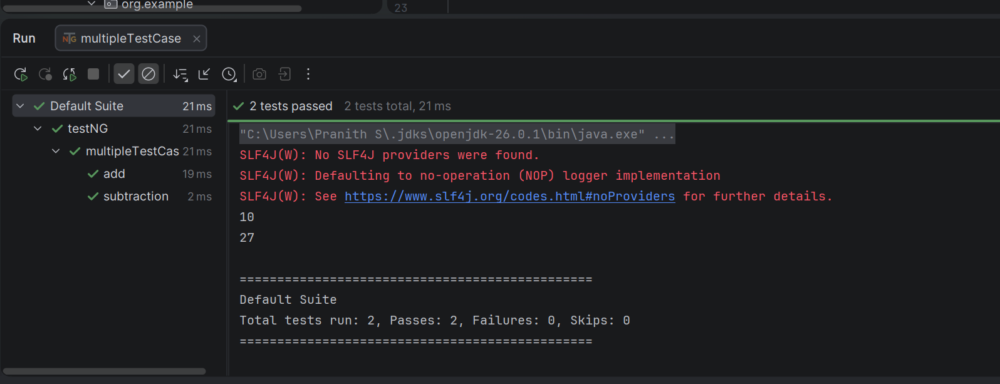 org.example
23
Run
multipleTestCase
Default Suite 21 ms
testNG 21 ms
multipleTestCas 21 ms
add 19 ms
subtraction 2 ms
2 tests passed 2 tests total, 21 ms
"C:\Users\Pranith S\.jdks\openjdk-26.0.1\bin\java.exe" ...
SLF4J(W): No SLF4J providers were found.
SLF4J(W): Defaulting to no-operation (NOP) logger implementation
SLF4J(W): See https://www.slf4j.org/codes.html#noProviders for further details.
10
27
===============================================
Default Suite
Total tests run: 2, Passes: 2, Failures: 0, Skips: 0
===============================================